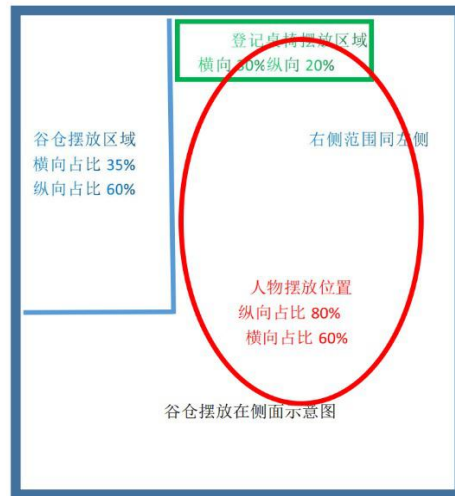 登记桌椅摆放区域
横向 30%纵向 20%
谷仓摆放区域
横向占比 35%
纵向占比 60%
右侧范围同左侧
人物摆放位置
纵向占比 80%
横向占比 60%
谷仓摆放在侧面示意图